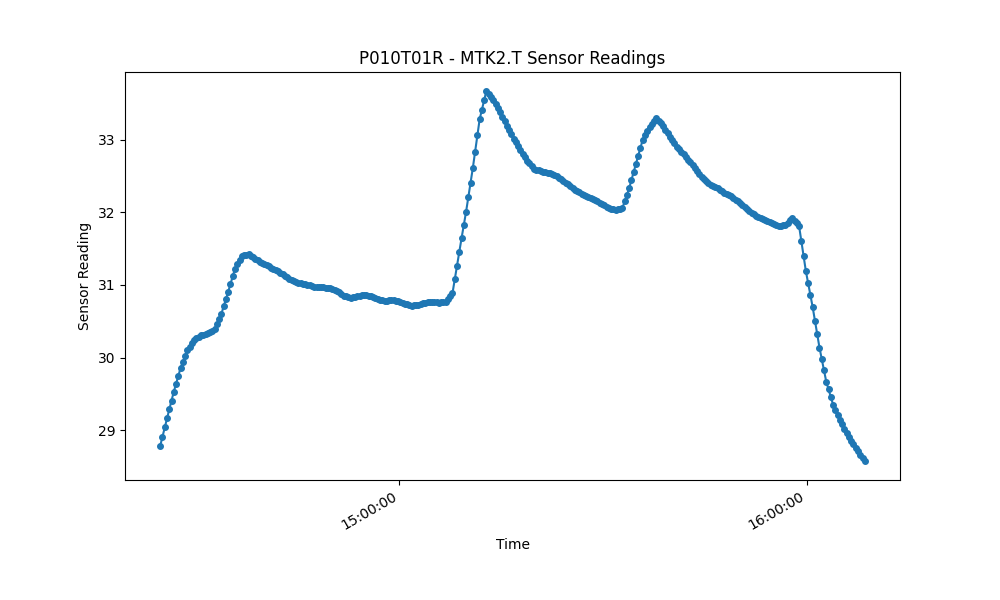 P010T01R - MTK2.T Sensor Readings
Sensor Reading
33
32
31
30
29
15:00:00
16:00:00
Time